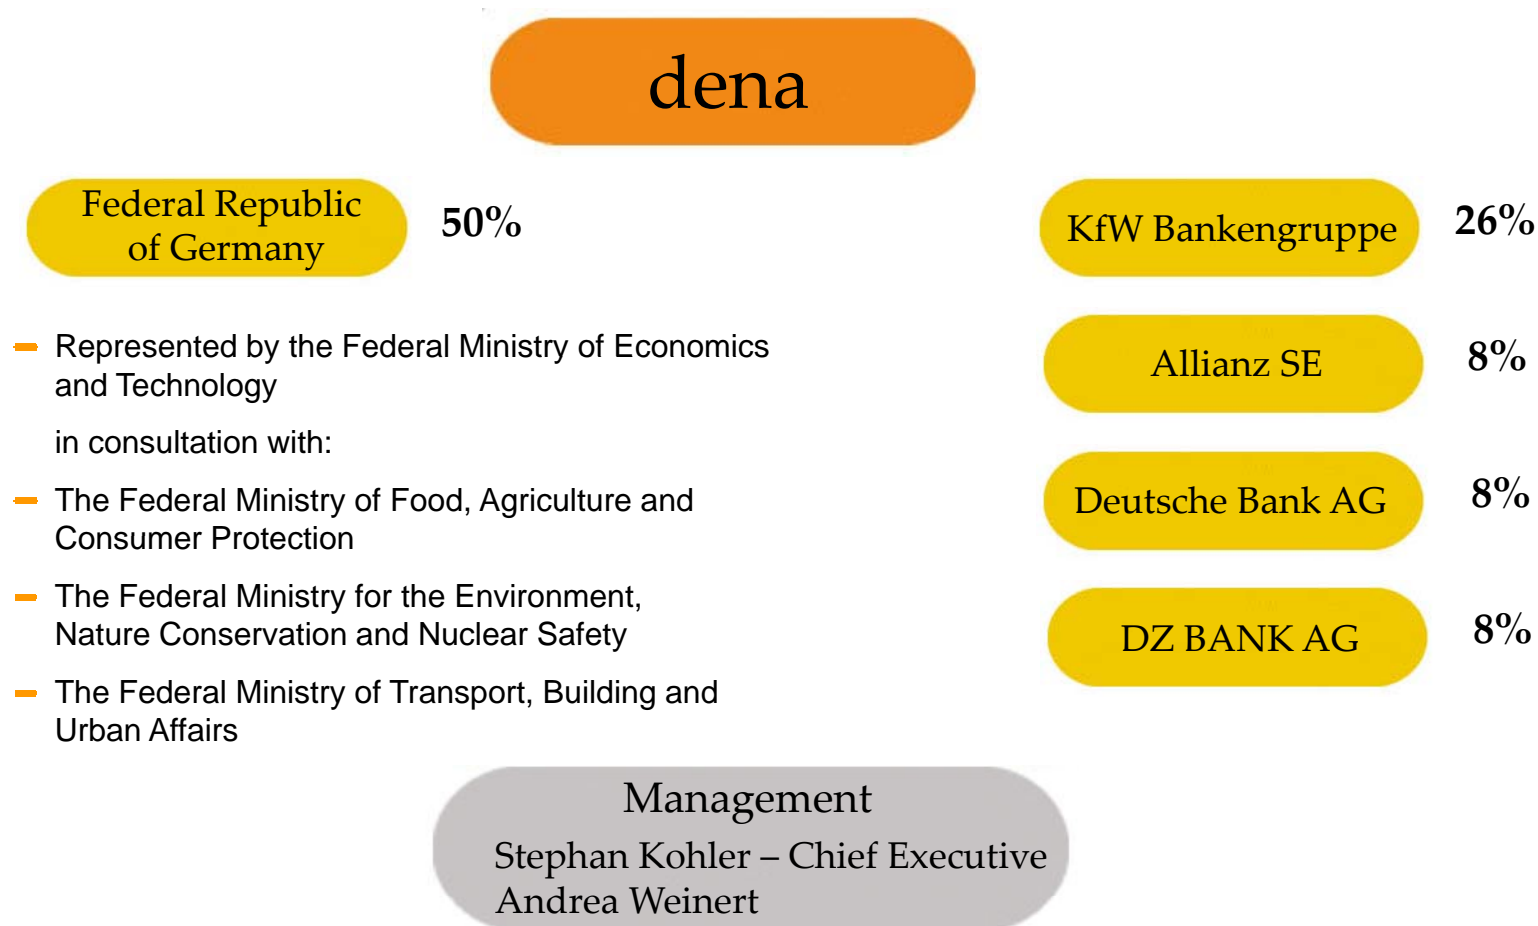 dena
Federal Republic
of Germany
50%
– Represented by the Federal Ministry of Economics
and Technology
in consultation with:
– The Federal Ministry of Food, Agriculture and
Consumer Protection
– The Federal Ministry for the Environment,
Nature Conservation and Nuclear Safety
– The Federal Ministry of Transport, Building and
Urban Affairs
KfW Bankengruppe
26%
Allianz SE
8%
Deutsche Bank AG
8%
DZ BANK AG
8%
Management
Stephan Kohler – Chief Executive
Andrea Weinert